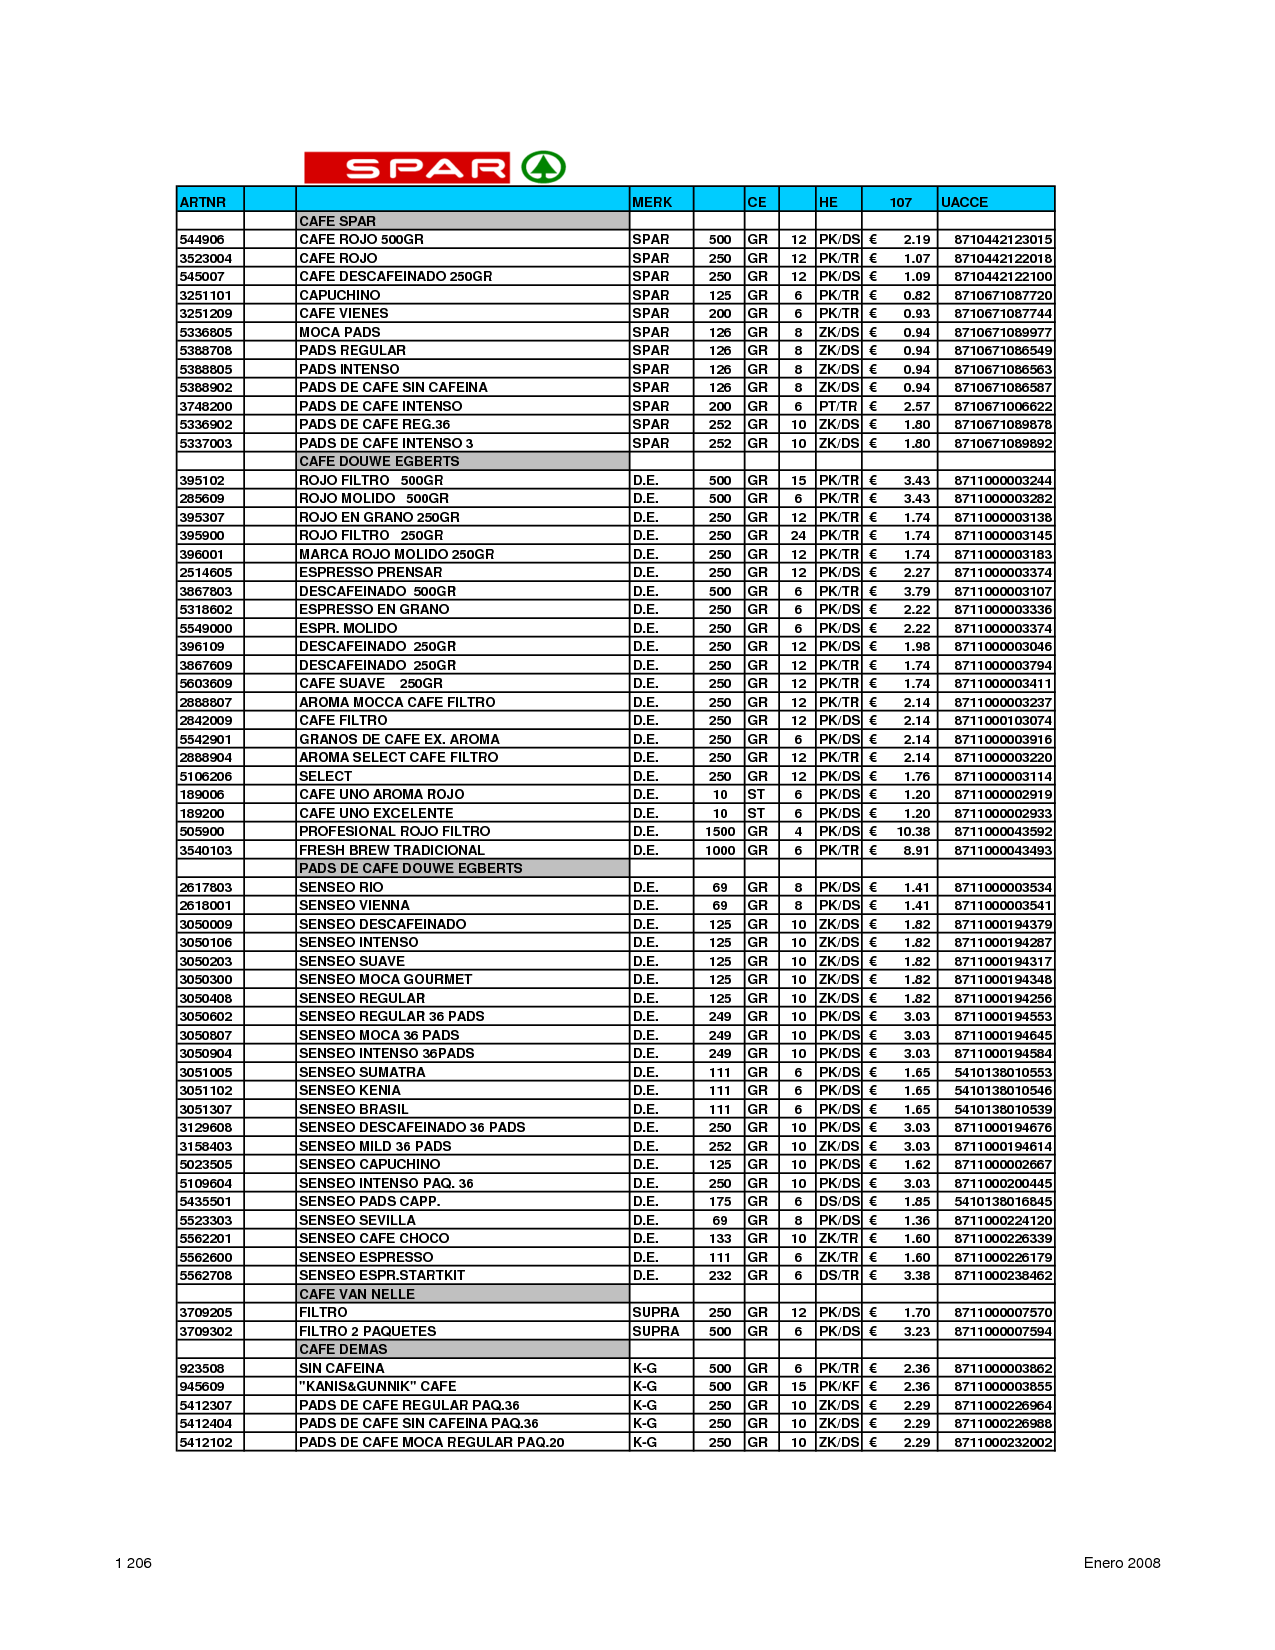 SPAR
ARTNR MERK CE HE 107 UACCE
CAFE SPAR
544906 CAFE ROJO 500GR SPAR 500 GR 12 PK/DS € 2.19 8710442123015
3523004 CAFE ROJO SPAR 250 GR 12 PK/TR € 1.07 8710442122018
545007 CAFE DESCAFEINADO 250GR SPAR 250 GR 12 PK/DS € 1.09 8710442122100
3251101 CAPUCHINO SPAR 125 GR 6 PK/TR € 0.82 8710671087720
3251209 CAFE VIENES SPAR 200 GR 6 PK/TR € 0.93 8710671087744
5336805 MOCA PADS SPAR 126 GR 8 ZK/DS € 0.94 8710671089977
5388708 PADS REGULAR SPAR 126 GR 8 ZK/DS € 0.94 8710671086549
5388805 PADS INTENSO SPAR 126 GR 8 ZK/DS € 0.94 8710671086563
5388902 PADS DE CAFE SIN CAFEINA SPAR 126 GR 8 ZK/DS € 0.94 8710671086587
3748200 PADS DE CAFE INTENSO SPAR 200 GR 6 PT/TR € 2.57 8710671006622
5336902 PADS DE CAFE REG.36 SPAR 252 GR 10 ZK/DS € 1.80 8710671089878
5337003 PADS DE CAFE INTENSO 3 SPAR 252 GR 10 ZK/DS € 1.80 8710671089892
CAFE DOUWE EGBERTS
395102 ROJO FILTRO 500GR D.E. 500 GR 15 PK/TR € 3.43 8711000003244
285609 ROJO MOLIDO 500GR D.E. 500 GR 6 PK/TR € 3.43 8711000003282
395307 ROJO EN GRANO 250GR D.E. 250 GR 12 PK/TR € 1.74 8711000003138
395900 ROJO FILTRO 250GR D.E. 250 GR 24 PK/TR € 1.74 8711000003145
396001 MARCA ROJO MOLIDO 250GR D.E. 250 GR 12 PK/TR € 1.74 8711000003183
2514605 ESPRESSO PRENSAR D.E. 250 GR 12 PK/DS € 2.27 8711000003374
3867803 DESCAFEINADO 500GR D.E. 500 GR 6 PK/TR € 3.79 8711000003107
5318602 ESPRESSO EN GRANO D.E. 250 GR 6 PK/DS € 2.22 8711000003336
5549000 ESPR. MOLIDO D.E. 250 GR 6 PK/DS € 2.22 8711000003374
396109 DESCAFEINADO 250GR D.E. 250 GR 12 PK/DS € 1.98 8711000003046
3867609 DESCAFEINADO 250GR D.E. 250 GR 12 PK/TR € 1.74 8711000003794
5603609 CAFE SUAVE 250GR D.E. 250 GR 12 PK/TR € 1.74 8711000003411
2888807 AROMA MOCCA CAFE FILTRO D.E. 250 GR 12 PK/TR € 2.14 8711000003237
2842009 CAFE FILTRO D.E. 250 GR 12 PK/DS € 2.14 8711000103074
5542901 GRANOS DE CAFE EX. AROMA D.E. 250 GR 6 PK/DS € 2.14 8711000003916
2888904 AROMA SELECT CAFE FILTRO D.E. 250 GR 12 PK/TR € 2.14 8711000003220
5106206 SELECT D.E. 250 GR 12 PK/DS € 1.76 8711000003114
189006 CAFE UNO AROMA ROJO D.E. 10 ST 6 PK/DS € 1.20 8711000002919
189200 CAFE UNO EXCELENTE D.E. 10 ST 6 PK/DS € 1.20 8711000002933
505900 PROFESIONAL ROJO FILTRO D.E. 1500 GR 4 PK/DS € 10.38 8711000043592
3540103 FRESH BREW TRADICIONAL D.E. 1000 GR 6 PK/TR € 8.91 8711000043493
PADS DE CAFE DOUWE EGBERTS
2617803 SENSEO RIO D.E. 69 GR 8 PK/DS € 1.41 8711000003534
2618001 SENSEO VIENNA D.E. 69 GR 8 PK/DS € 1.41 8711000003541
3050009 SENSEO DESCAFEINADO D.E. 125 GR 10 ZK/DS € 1.82 8711000194379
3050106 SENSEO INTENSO D.E. 125 GR 10 ZK/DS € 1.82 8711000194287
3050203 SENSEO SUAVE D.E. 125 GR 10 ZK/DS € 1.82 8711000194317
3050300 SENSEO MOCA GOURMET D.E. 125 GR 10 ZK/DS € 1.82 8711000194348
3050408 SENSEO REGULAR D.E. 125 GR 10 ZK/DS € 1.82 8711000194256
3050602 SENSEO REGULAR 36 PADS D.E. 249 GR 10 PK/DS € 3.03 8711000194553
3050807 SENSEO MOCA 36 PADS D.E. 249 GR 10 PK/DS € 3.03 8711000194645
3050904 SENSEO INTENSO 36PADS D.E. 249 GR 10 PK/DS € 3.03 8711000194584
3051005 SENSEO SUMATRA D.E. 111 GR 6 PK/DS € 1.65 5410138010553
3051102 SENSEO KENIA D.E. 111 GR 6 PK/DS € 1.65 5410138010546
3051307 SENSEO BRASIL D.E. 111 GR 6 PK/DS € 1.65 5410138010539
3129608 SENSEO DESCAFEINADO 36 PADS D.E. 250 GR 10 PK/DS € 3.03 8711000194676
3158403 SENSEO MILD 36 PADS D.E. 252 GR 10 ZK/DS € 3.03 8711000194614
5023505 SENSEO CAPUCHINO D.E. 125 GR 10 PK/DS € 1.62 8711000002667
5109604 SENSEO INTENSO PAQ. 36 D.E. 250 GR 10 PK/DS € 3.03 8711000200445
5435501 SENSEO PADS CAPP. D.E. 175 GR 6 DS/DS € 1.85 5410138016845
5523303 SENSEO SEVILLA D.E. 69 GR 8 PK/DS € 1.36 8711000224120
5562201 SENSEO CAFE CHOCO D.E. 133 GR 10 ZK/TR € 1.60 8711000226339
5562600 SENSEO ESPRESSO D.E. 111 GR 6 ZK/TR € 1.60 8711000226179
5562708 SENSEO ESPR.STARTKIT D.E. 232 GR 6 DS/TR € 3.38 8711000238462
CAFE VAN NELLE
3709205 FILTRO SUPRA 250 GR 12 PK/DS € 1.70 8711000007570
3709302 FILTRO 2 PAQUETES SUPRA 500 GR 6 PK/DS € 3.23 8711000007594
CAFE DEMAS
923508 SIN CAFEINA K-G 500 GR 6 PK/TR € 2.36 8711000003862
945609 "KANIS&GUNNIK" CAFE K-G 500 GR 15 PK/KF € 2.36 8711000003855
5412307 PADS DE CAFE REGULAR PAQ.36 K-G 250 GR 10 ZK/DS € 2.29 8711000226964
5412404 PADS DE CAFE SIN CAFEINA PAQ.36 K-G 250 GR 10 ZK/DS € 2.29 8711000226988
5412102 PADS DE CAFE MOCA REGULAR PAQ.20 K-G 250 GR 10 ZK/DS € 2.29 8711000232002
1 206 Enero 2008